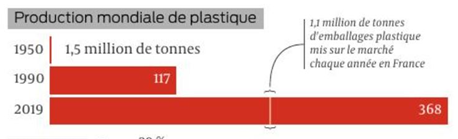 Production mondiale de plastique
1,1 million de tonnes
d'emballages plastique
mis sur le marché
chaque année en France
1950 1,5 million de tonnes
1990 117
2019 368